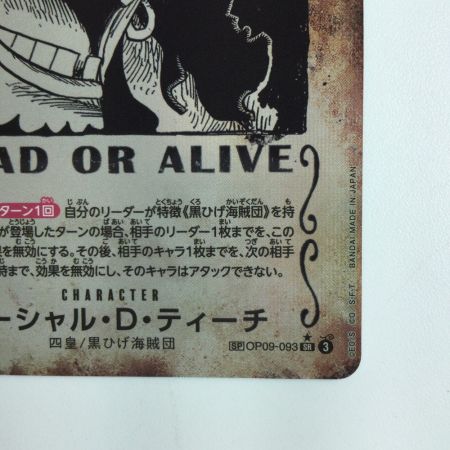 AD OR ALIVE
ターン1回 自分のリーダーが特徴《黒ひげ海賊団》を持
が登場したターンの場合、相手のリーダー1枚までを、この
を無効にする。その後、相手のキャラ1枚までを、次の相手
時まで、効果を無効にし、そのキャラはアタックできない。
CHARACTER
ーシャル・D・ティーチ
四皇/黒ひげ海賊団
SP OP09-093 SR 3
©E.O/S. CO. S.F.T. BANDAI MADE IN JAPAN